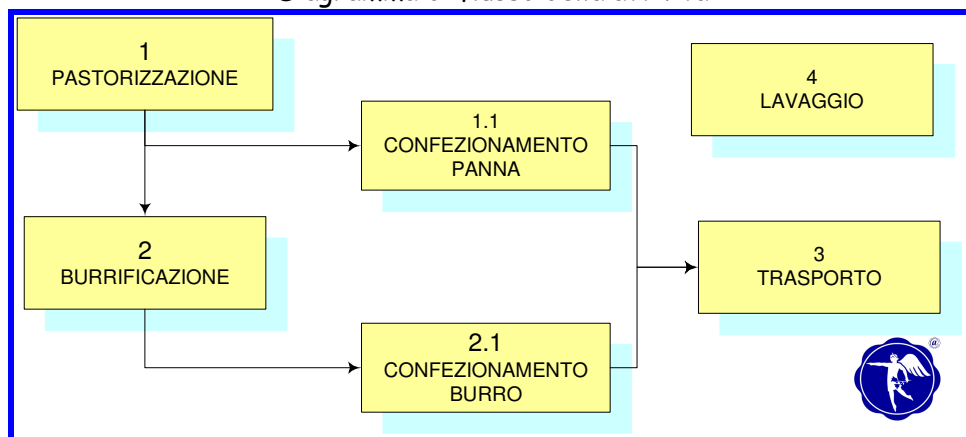 1
PASTORIZZAZIONE
4
LAVAGGIO
1.1
CONFEZIONAMENTO
PANNA
2
BURRIFICAZIONE
3
TRASPORTO
2.1
CONFEZIONAMENTO
BURRO
@